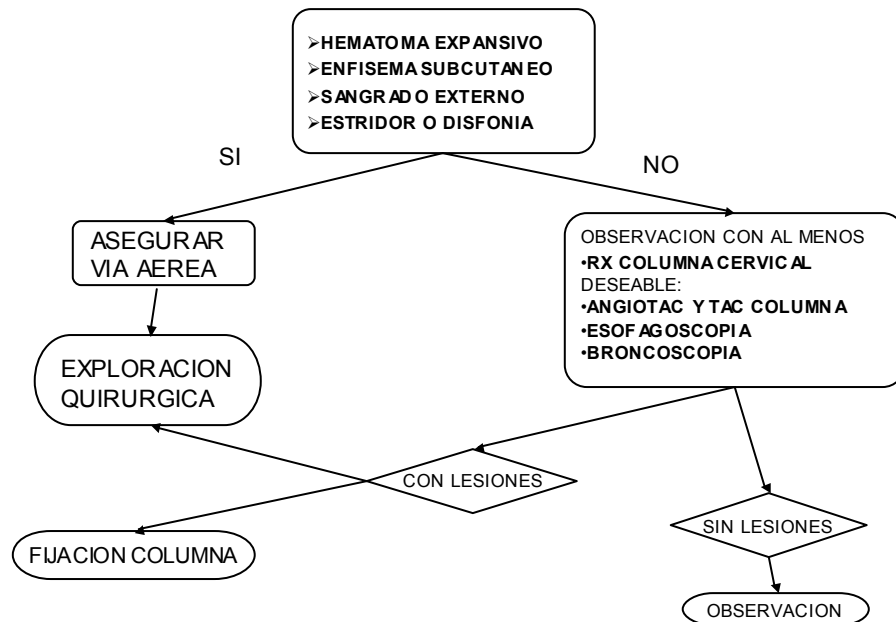 ➢HEMATOMA EXPANSIVO
➢ENFISEMA SUBCUTANEO
➢SANGRADO EXTERNO
➢ESTRIDOR O DISFONIA
SI
NO
ASEGURAR
VIA AEREA
OBSERVACION CON AL MENOS
•RX COLUMNA CERVICAL
DESEABLE:
•ANGIOTAC Y TAC COLUMNA
•ESOFAGOSCOPIA
•BRONCOSCOPIA
EXPLORACION
QUIRURGICA
CON LESIONES
SIN LESIONES
FIJACION COLUMNA
OBSERVACION